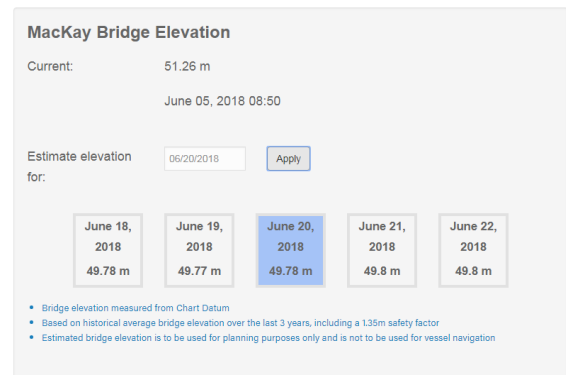 MacKay Bridge Elevation
Current: 51.26 m
June 05, 2018 08:50
Estimate elevation for: 06/20/2018 Apply
June 18, 2018 49.78 m
June 19, 2018 49.77 m
June 20, 2018 49.78 m
June 21, 2018 49.8 m
June 22, 2018 49.8 m
Bridge elevation measured from Chart Datum
Based on historical average bridge elevation over the last 3 years, including a 1.35m safety factor
Estimated bridge elevation is to be used for planning purposes only and is not to be used for vessel navigation